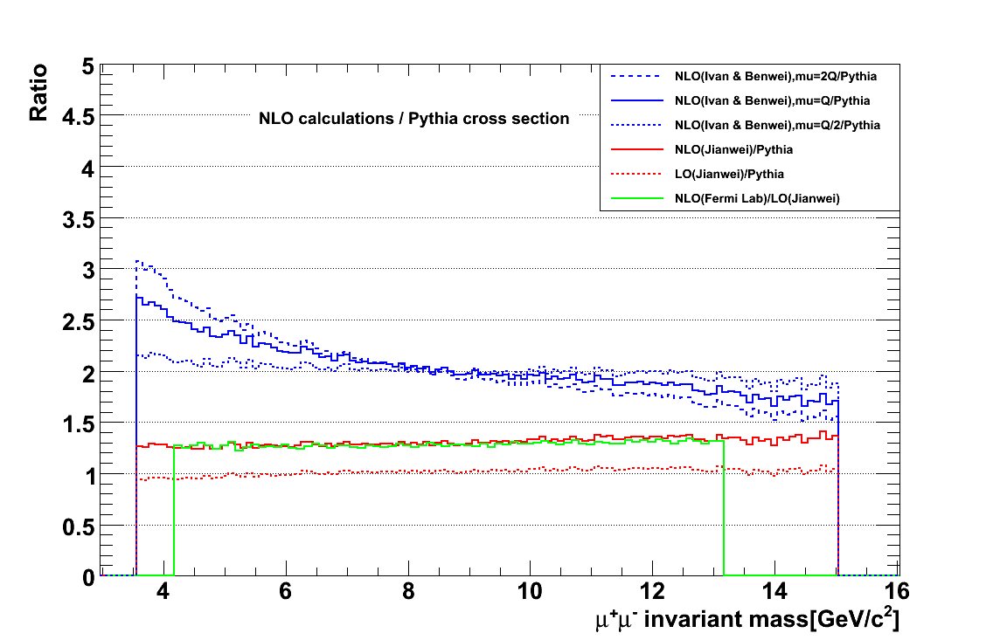 Ratio
5
4.5
4
3.5
3
2.5
2
1.5
1
0.5
0
NLO calculations / Pythia cross section
NLO(Ivan & Benwei),mu=2Q/Pythia
NLO(Ivan & Benwei),mu=Q/Pythia
NLO(Ivan & Benwei),mu=Q/2/Pythia
NLO(Jianwei)/Pythia
LO(Jianwei)/Pythia
NLO(Fermi Lab)/LO(Jianwei)
4 6 8 10 12 14 16
μ⁺μ⁻ invariant mass[GeV/c²]